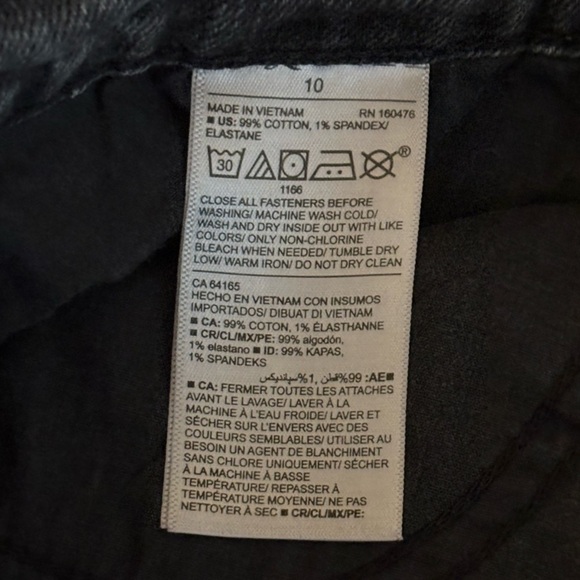 10
MADE IN VIETNAM RN 160476
■ US: 99% COTTON, 1% SPANDEX/
ELASTANE
30 ®
1166
CLOSE ALL FASTENERS BEFORE
WASHING/ MACHINE WASH COLD/
WASH AND DRY INSIDE OUT WITH LIKE
COLORS/ ONLY NON-CHLORINE
BLEACH WHEN NEEDED/ TUMBLE DRY
LOW/ WARM IRON/ DO NOT DRY CLEAN
CA 64165
HECHO EN VIETNAM CON INSUMOS
IMPORTADOS/ DIBUAT DI VIETNAM
■ CA: 99% COTTON, 1% ÉLASTHANNE
■ CR/CL/MX/PE: 99% algodón,
1% elastano ■ ID: 99% KAPAS,
1% SPANDEKS
■AE: 99% قطن, 1% سباندیکس
■ CA: FERMER TOUTES LES ATTACHES
AVANT LE LAVAGE/ LAVER À LA
MACHINE À L'EAU FROIDE/ LAVER ET
SÉCHER SUR L'ENVERS AVEC DES
COULEURS SEMBLABLES/ UTILISER AU
BESOIN UN AGENT DE BLANCHIMENT
SANS CHLORE UNIQUEMENT/ SÉCHER
À LA MACHINE À BASSE
TEMPÉRATURE/ REPASSER À
TEMPÉRATURE MOYENNE/ NE PAS
NETTOYER À SEC ■ CR/CL/MX/PE: